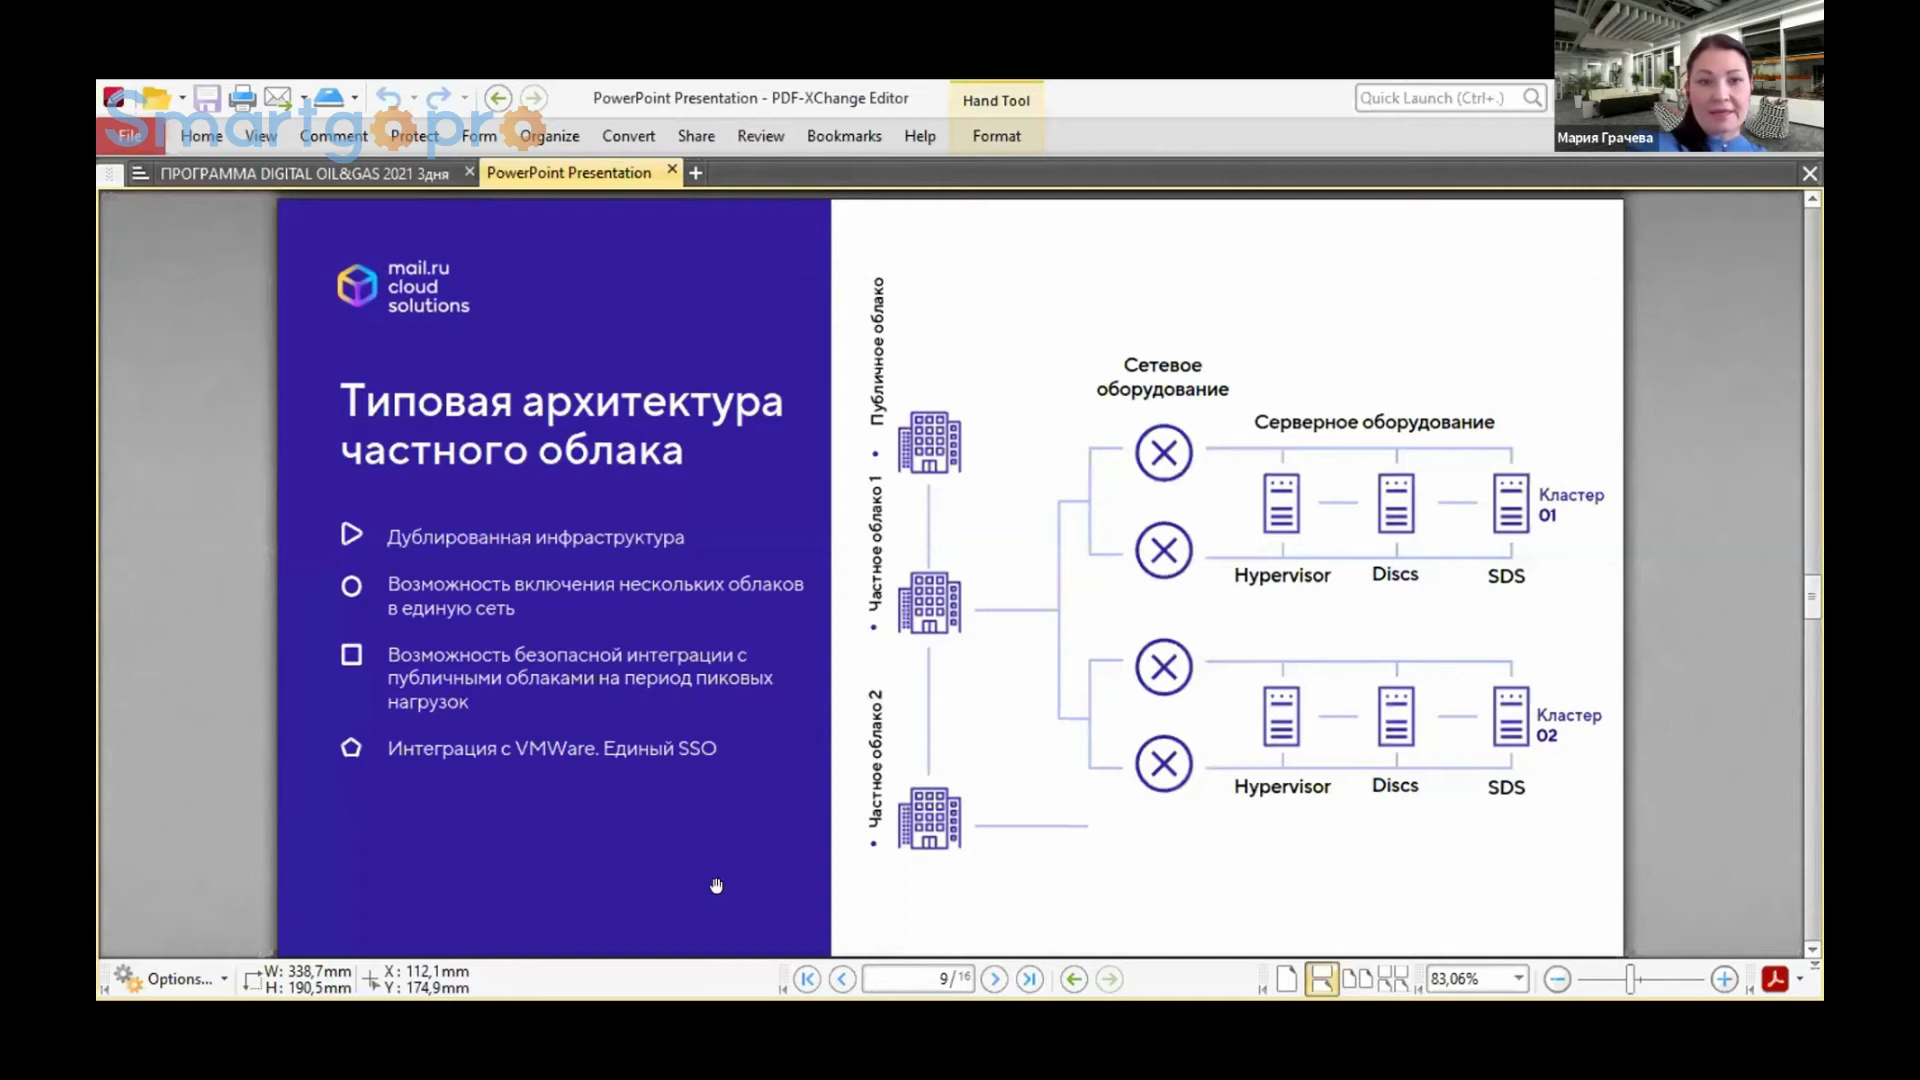 PowerPoint Presentation - PDF-XChange Editor
Hand Tool
Quick Launch (Ctrl+.)
Smartgopro
File Home View Comment Protect Form Organize Convert Share Review Bookmarks Help Format
Мария Грачева
ПРОГРАММА DIGITAL OIL&GAS 2021 3дня
PowerPoint Presentation
mail.ru
cloud
solutions
Типовая архитектура
частного облака
Дублированная инфраструктура
Возможность включения нескольких облаков
в единую сеть
Возможность безопасной интеграции с
публичными облаками на период пиковых
нагрузок
Интеграция с VMWare. Единый SSO
• Публичное облако
• Частное облако 1
• Частное облако 2
Сетевое
оборудование
Серверное оборудование
Кластер
01
Hypervisor Discs SDS
Кластер
02
Hypervisor Discs SDS
Options...
W: 338,7mm
H: 190,5mm
X: 112,1mm
Y: 174,9mm
9/16
83,06%